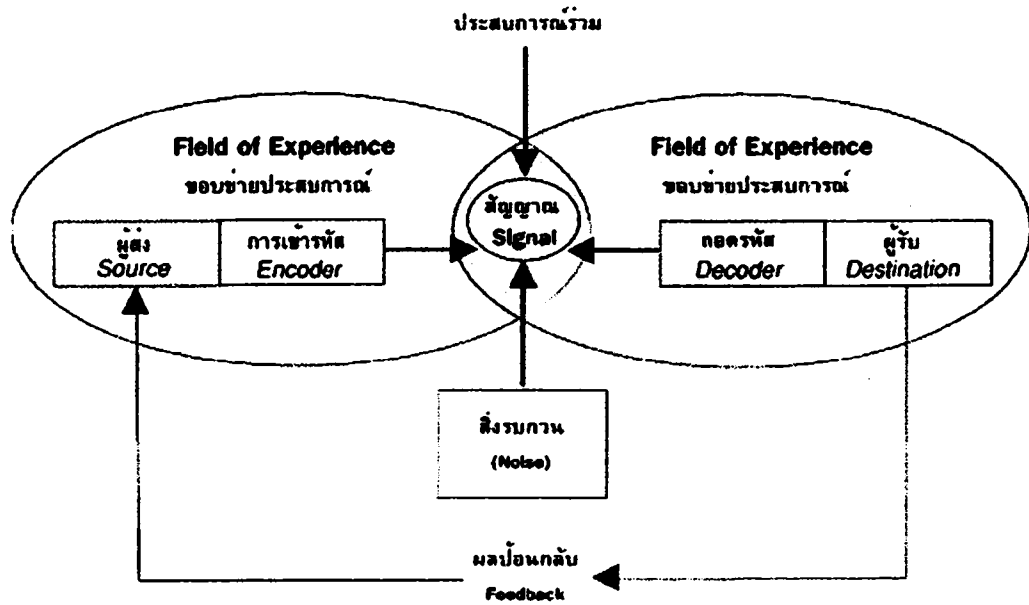 ประสบการณ์ร่วม
Field of Experience
ขอบข่ายประสบการณ์
Field of Experience
ขอบข่ายประสบการณ์
สัญญาณ
Signal
ผู้ส่ง
Source
การเข้ารหัส
Encoder
ถอดรหัส
Decoder
ผู้รับ
Destination
สิ่งรบกวน
(Noise)
ผลป้อนกลับ
Feedback